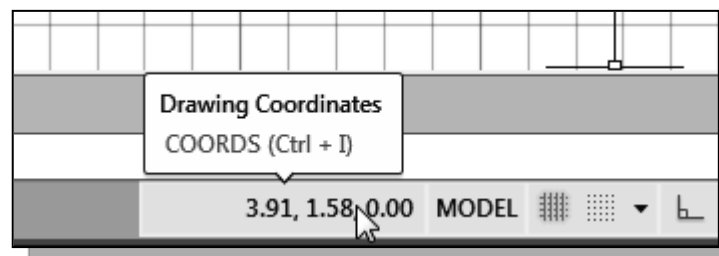 Drawing Coordinates
COORDS (Ctrl + I)
3.91, 1.58, 0.00 MODEL